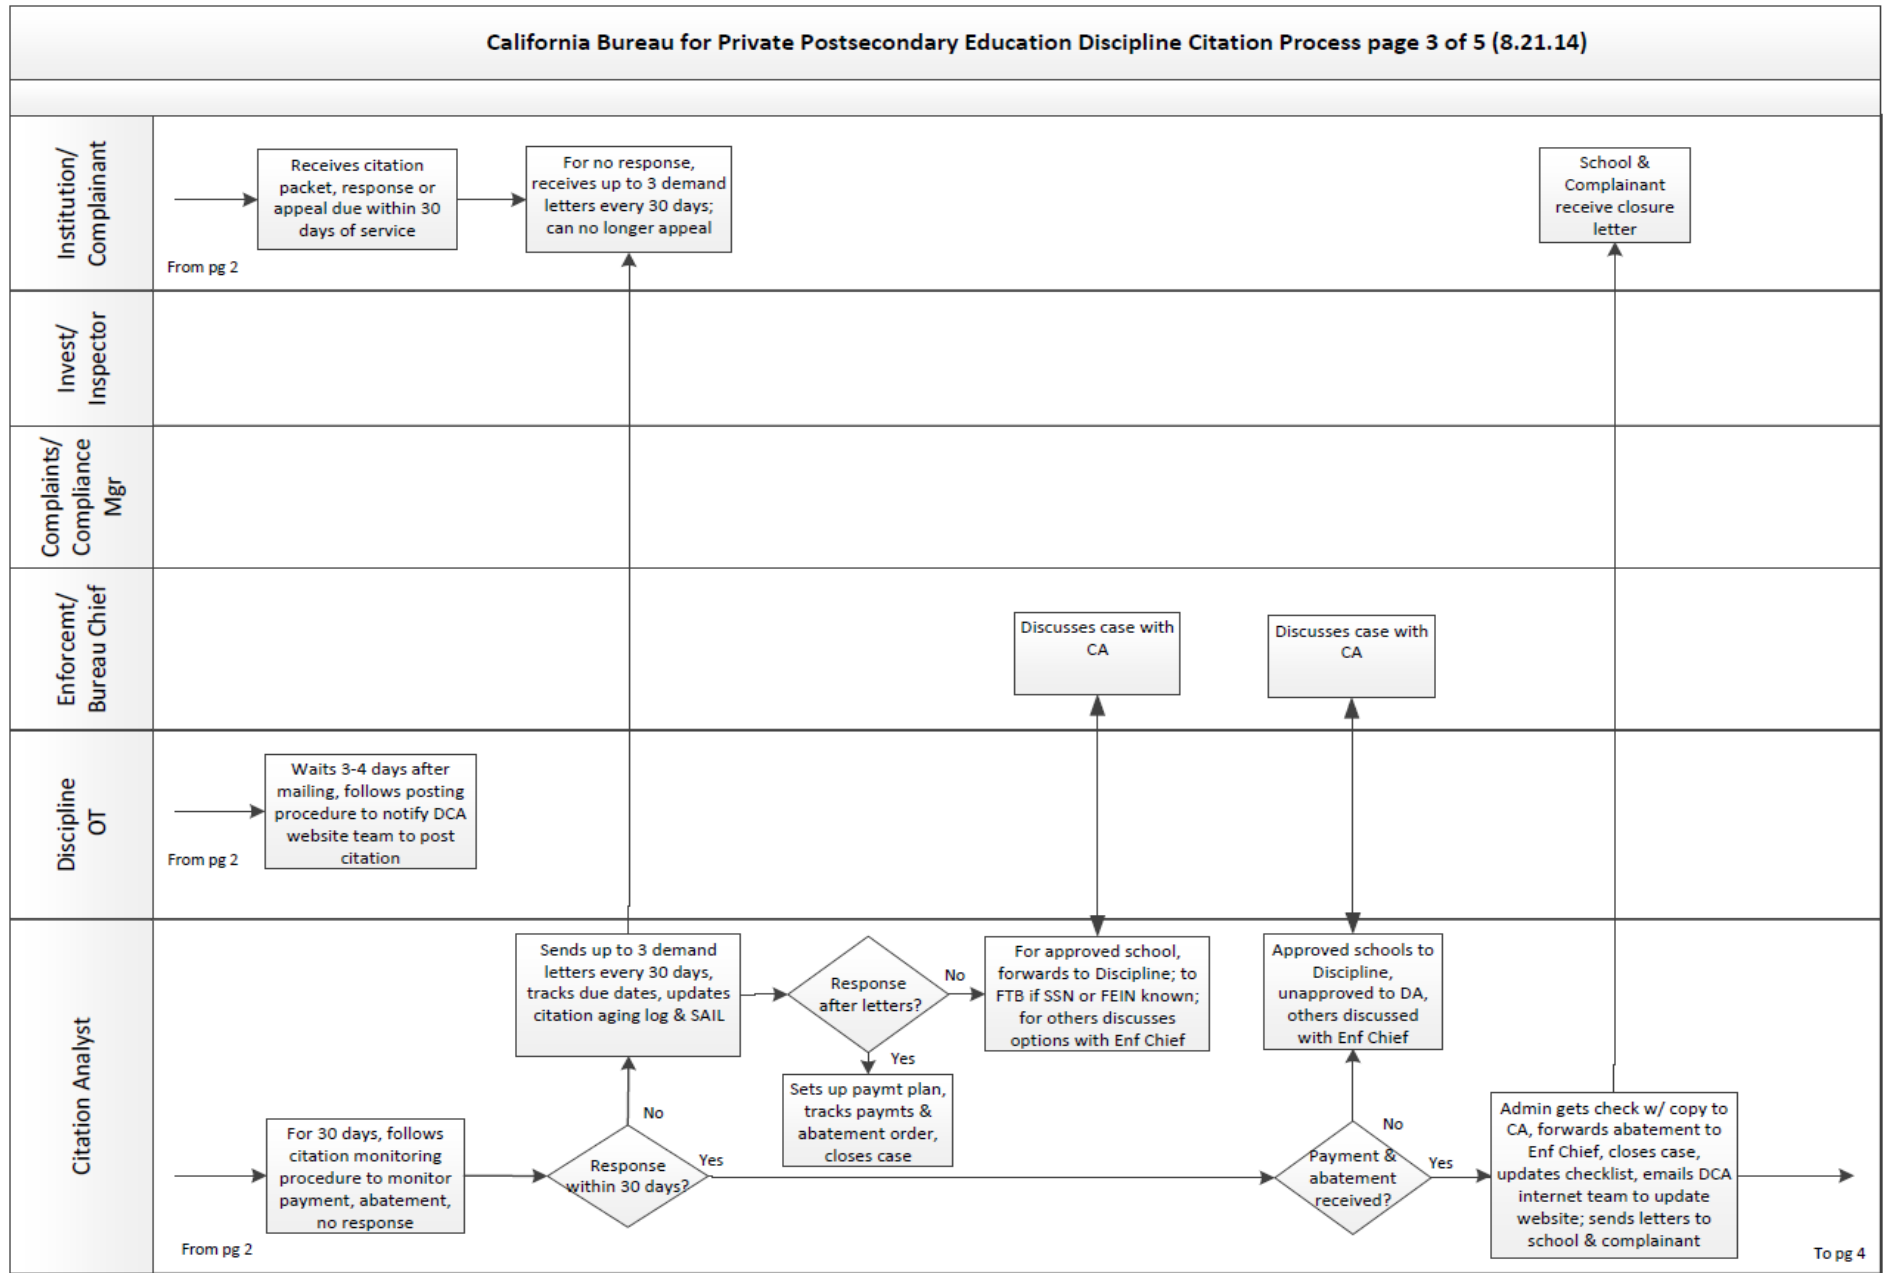 California Bureau for Private Postsecondary Education Discipline Citation Process page 3 of 5 (8.21.14)
Institution/
Complainant
Receives citation
packet, response or
appeal due within 30
days of service
From pg 2
For no response,
receives up to 3 demand
letters every 30 days;
can no longer appeal
School &
Complainant
receive closure
letter
Invest/
Inspector
Complaints/
Compliance
Mgr
Enforcemt/
Bureau Chief
Discusses case with
CA
Discusses case with
CA
Discipline
OT
Waits 3-4 days after
mailing, follows posting
procedure to notify DCA
website team to post
citation
From pg 2
Citation Analyst
For 30 days, follows
citation monitoring
procedure to monitor
payment, abatement,
no response
From pg 2
Response
within 30 days?
No
Yes
Sends up to 3 demand
letters every 30 days,
tracks due dates, updates
citation aging log & SAIL
Response
after letters?
No
Yes
Sets up paymt plan,
tracks paymts &
abatement order,
closes case
For approved school,
forwards to Discipline; to
FTB if SSN or FEIN known;
for others discusses
options with Enf Chief
Approved schools to
Discipline,
unapproved to DA,
others discussed
with Enf Chief
No
Payment &
abatement
received?
Yes
Admin gets check w/ copy to
CA, forwards abatement to
Enf Chief, closes case,
updates checklist, emails DCA
internet team to update
website; sends letters to
school & complainant
To pg 4